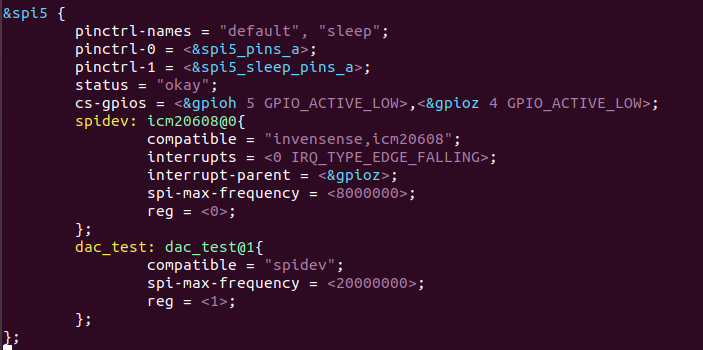 &spi5 {
pinctrl-names = "default", "sleep";
pinctrl-0 = <&spi5_pins_a>;
pinctrl-1 = <&spi5_sleep_pins_a>;
status = "okay";
cs-gpios = <&gpioh 5 GPIO_ACTIVE_LOW>,<&gpioz 4 GPIO_ACTIVE_LOW>;
spidev: icm20608@0{
compatible = "invensense,icm20608";
interrupts = <0 IRQ_TYPE_EDGE_FALLING>;
interrupt-parent = <&gpioz>;
spi-max-frequency = <8000000>;
reg = <0>;
};
dac_test: dac_test@1{
compatible = "spidev";
spi-max-frequency = <20000000>;
reg = <1>;
};
};